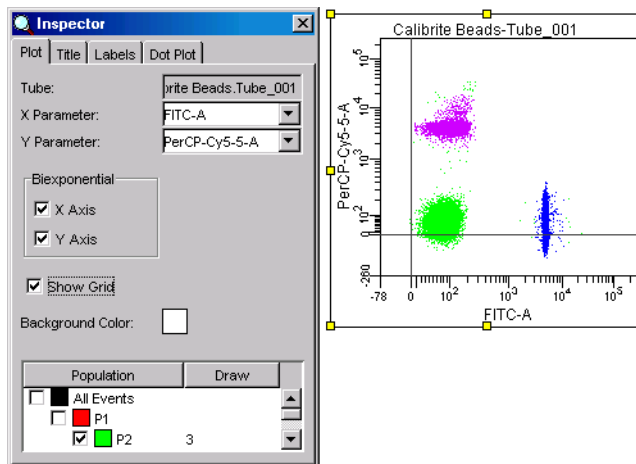 Inspector
Plot Title Labels Dot Plot
Tube: rite Beads.Tube_001
X Parameter: FITC-A
Y Parameter: PerCP-Cy5-5-A
Biexponential
X Axis
Y Axis
Show Grid
Background Color:
Population Draw
All Events
P1
P2 3
Calibrite Beads-Tube_001
PerCP-Cy5-5-A
10^5
10^4
10^3
10^2
0
-260
-78 0 10^2 10^3 10^4 10^5
FITC-A